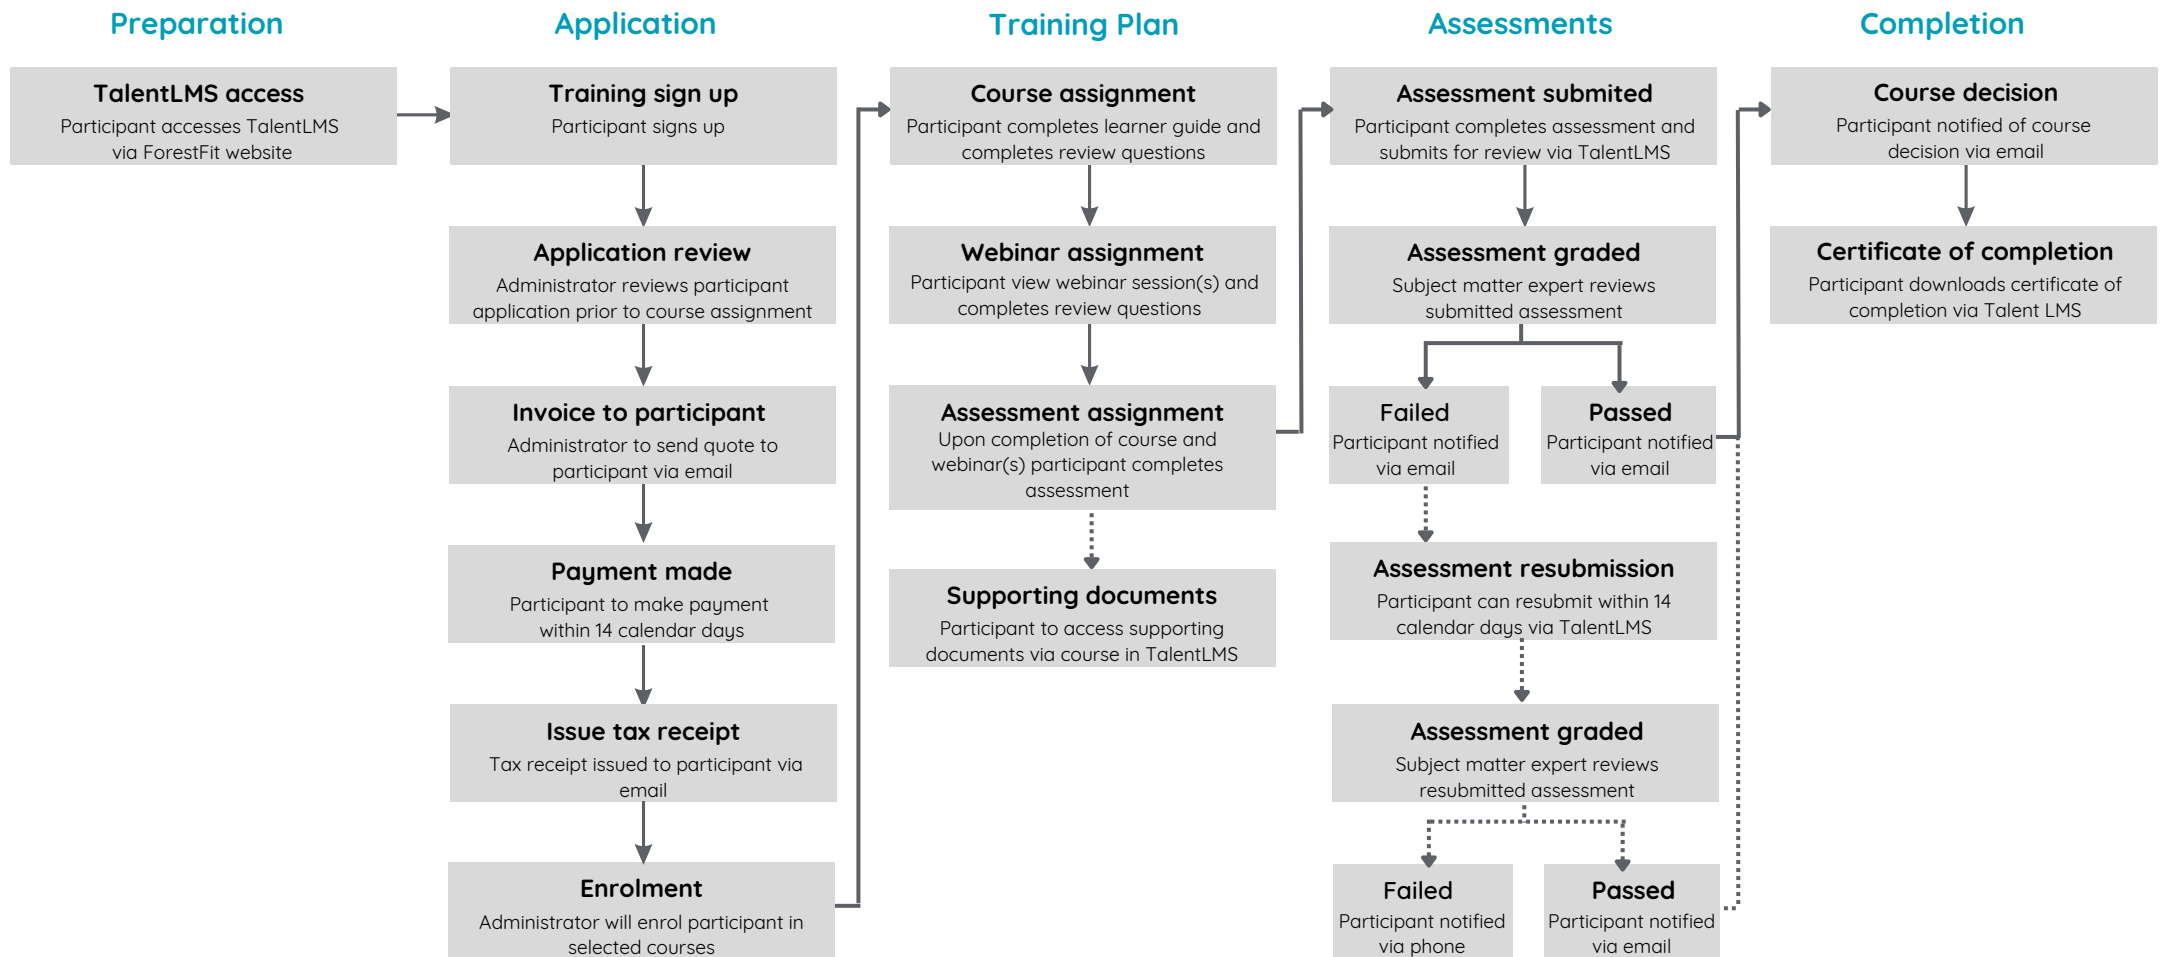 Preparation
TalentLMS access
Participant accesses TalentLMS
via ForestFit website
Application
Training sign up
Participant signs up
Application review
Administrator reviews participant
application prior to course assignment
Invoice to participant
Administrator to send quote to
participant via email
Payment made
Participant to make payment
within 14 calendar days
Issue tax receipt
Tax receipt issued to participant via
email
Enrolment
Administrator will enrol participant in
selected courses
Training Plan
Course assignment
Participant completes learner guide and
completes review questions
Webinar assignment
Participant view webinar session(s) and
completes review questions
Assessment assignment
Upon completion of course and
webinar(s) participant completes
assessment
Supporting documents
Participant to access supporting
documents via course in TalentLMS
Assessments
Assessment submited
Participant completes assessment and
submits for review via TalentLMS
Assessment graded
Subject matter expert reviews
submitted assessment
Failed
Participant notified
via email
Passed
Participant notified
via email
Assessment resubmission
Participant can resubmit within 14
calendar days via TalentLMS
Assessment graded
Subject matter expert reviews
resubmitted assessment
Failed
Participant notified
via phone
Passed
Participant notified
via email
Completion
Course decision
Participant notified of course
decision via email
Certificate of completion
Participant downloads certificate of
completion via Talent LMS